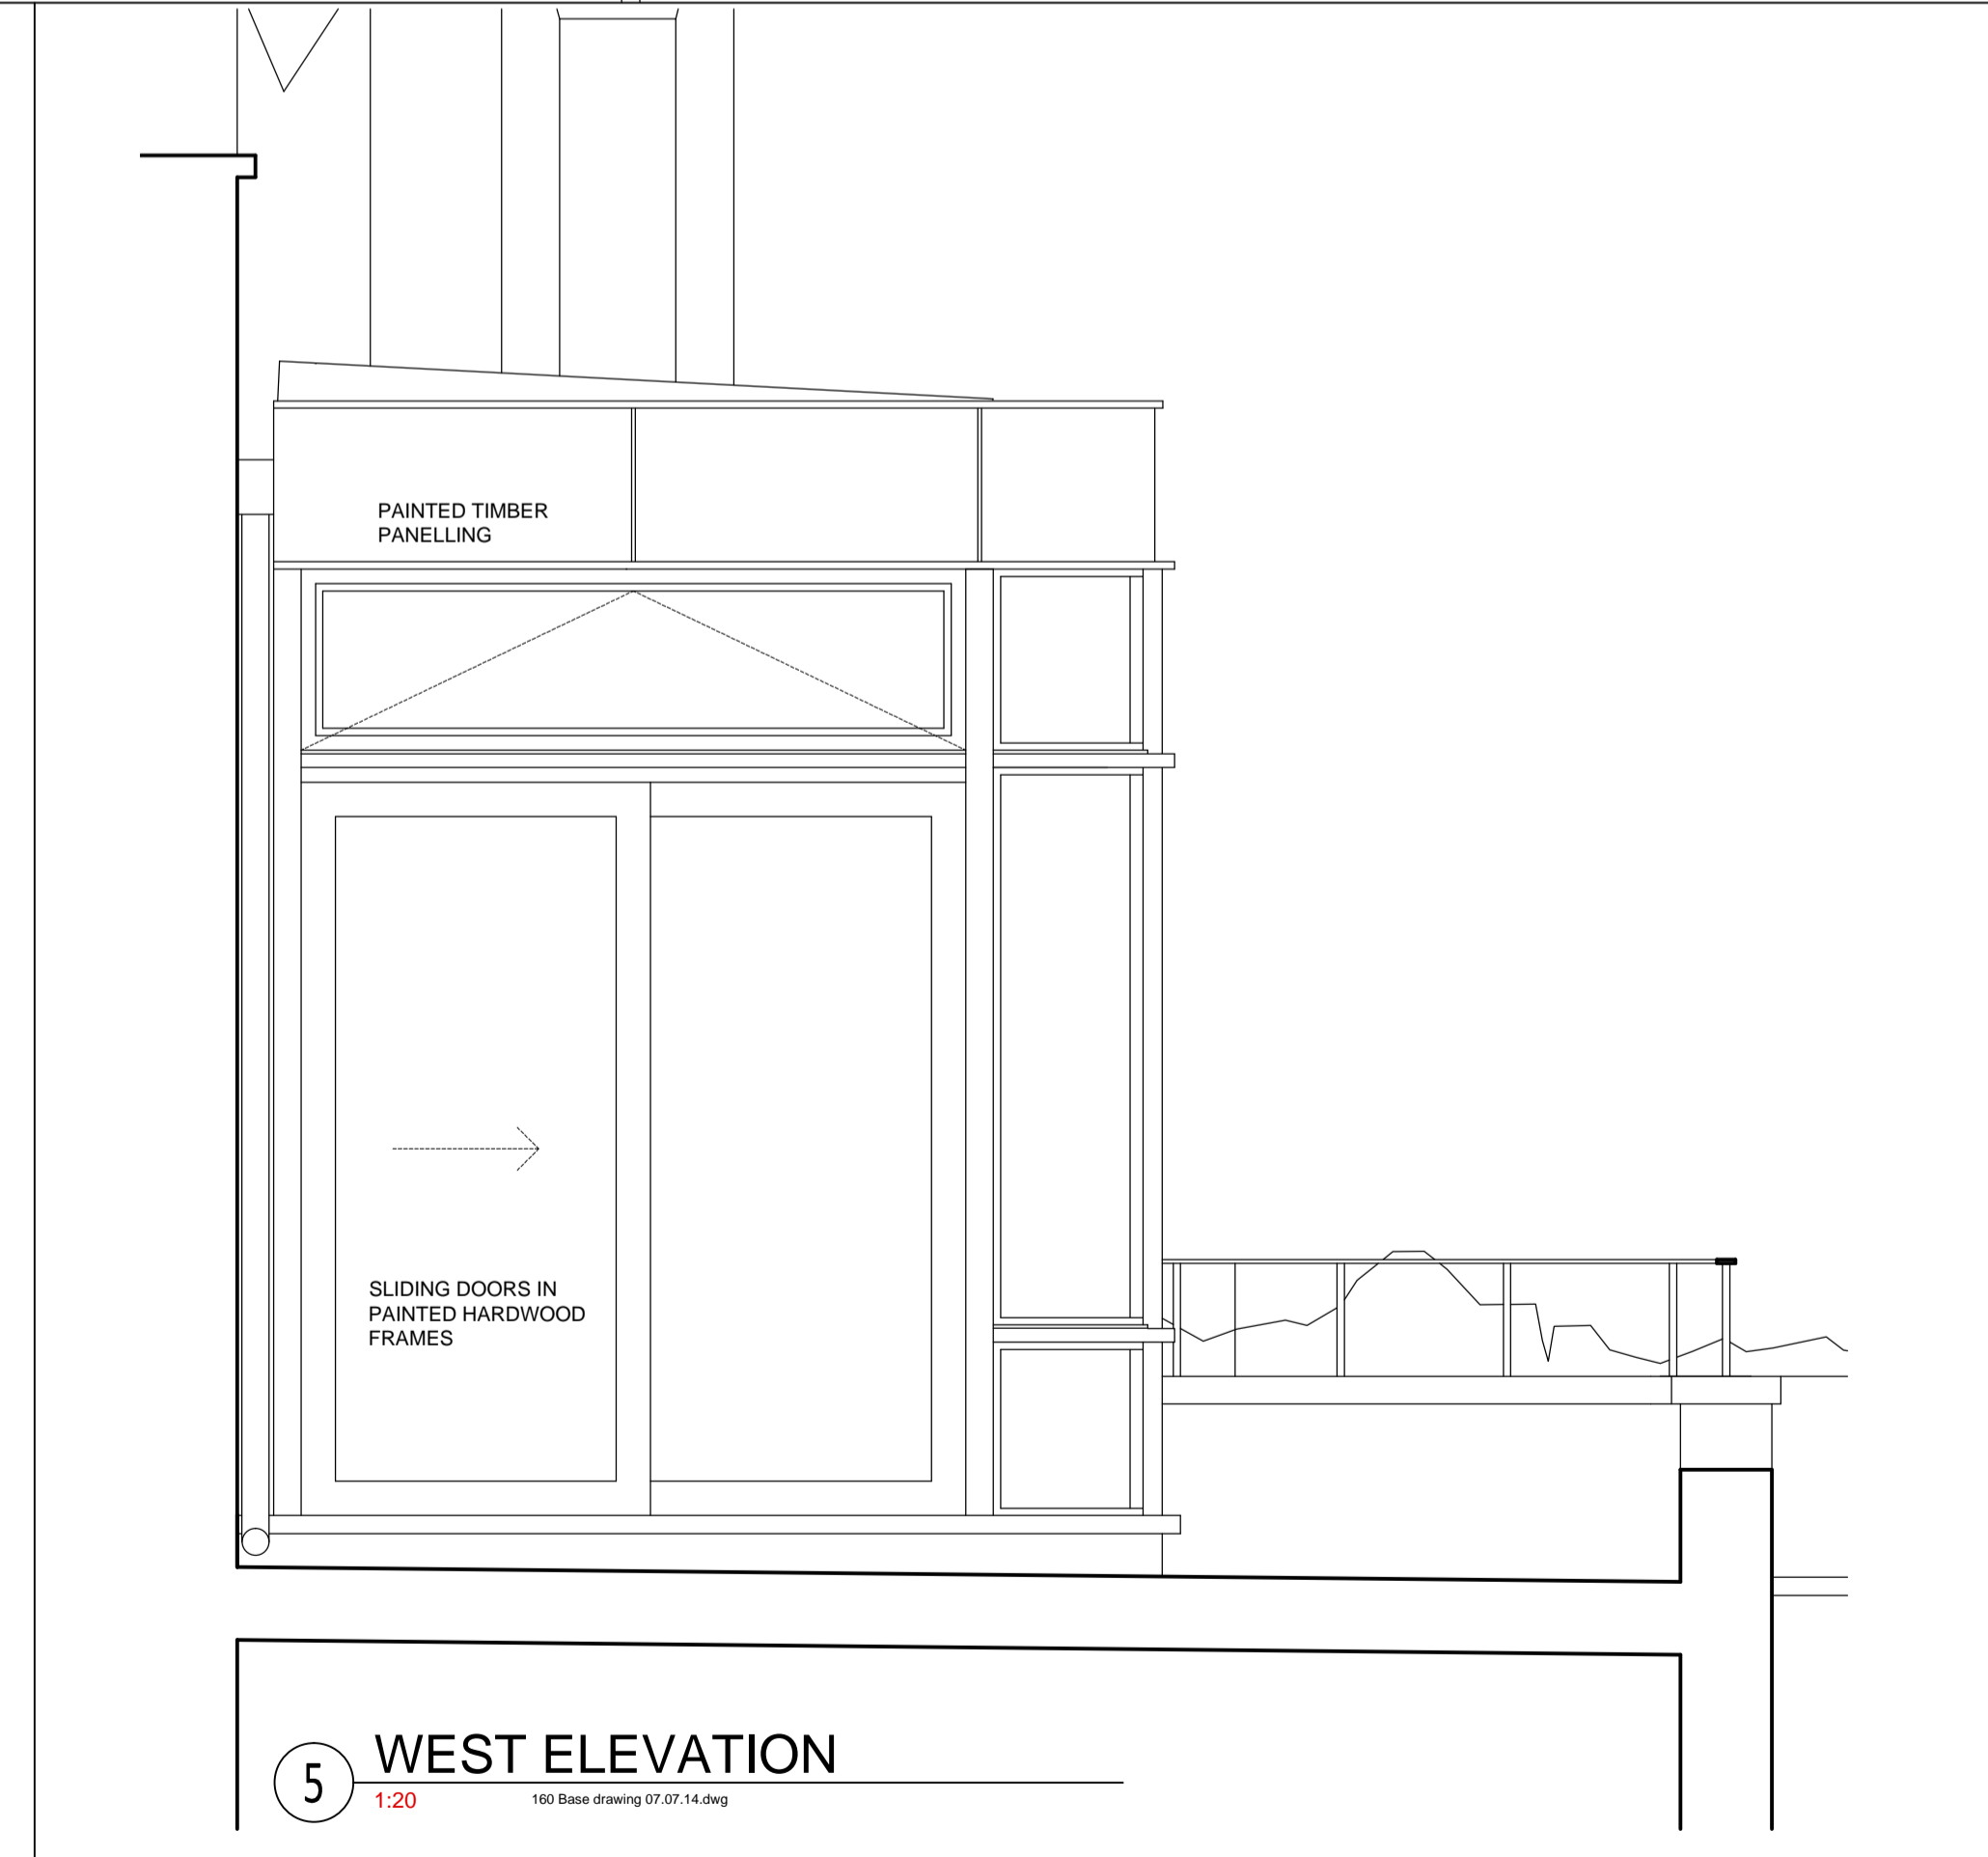 PAINTED TIMBER
PANELLING
SLIDING DOORS IN
PAINTED HARDWOOD
FRAMES
5
WEST ELEVATION
1:20
160 Base drawing 07.07.14.dwg